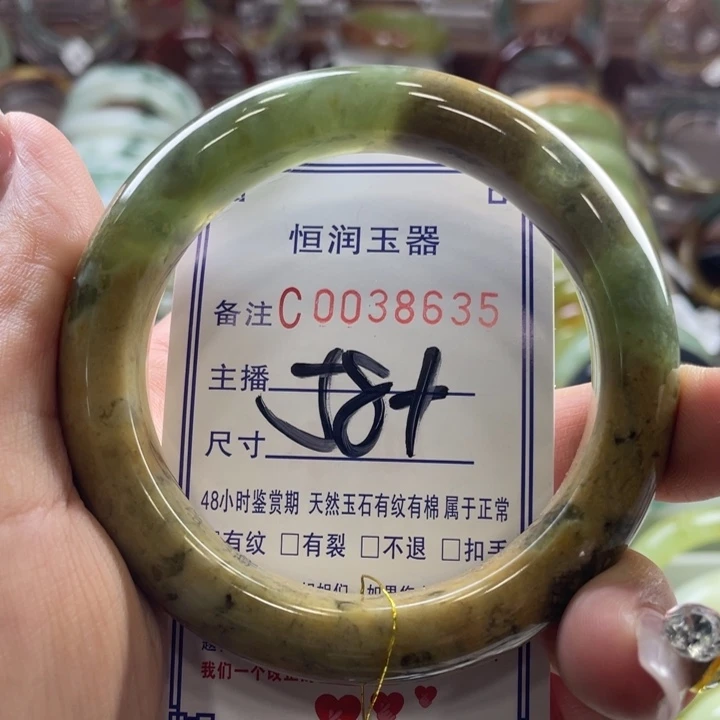 恒润玉器
备注C0038635
主播
尺寸 58+
48小时鉴赏期 天然玉石有纹有棉属于正常
有纹 □有裂 □不退 □扣手
我们一个